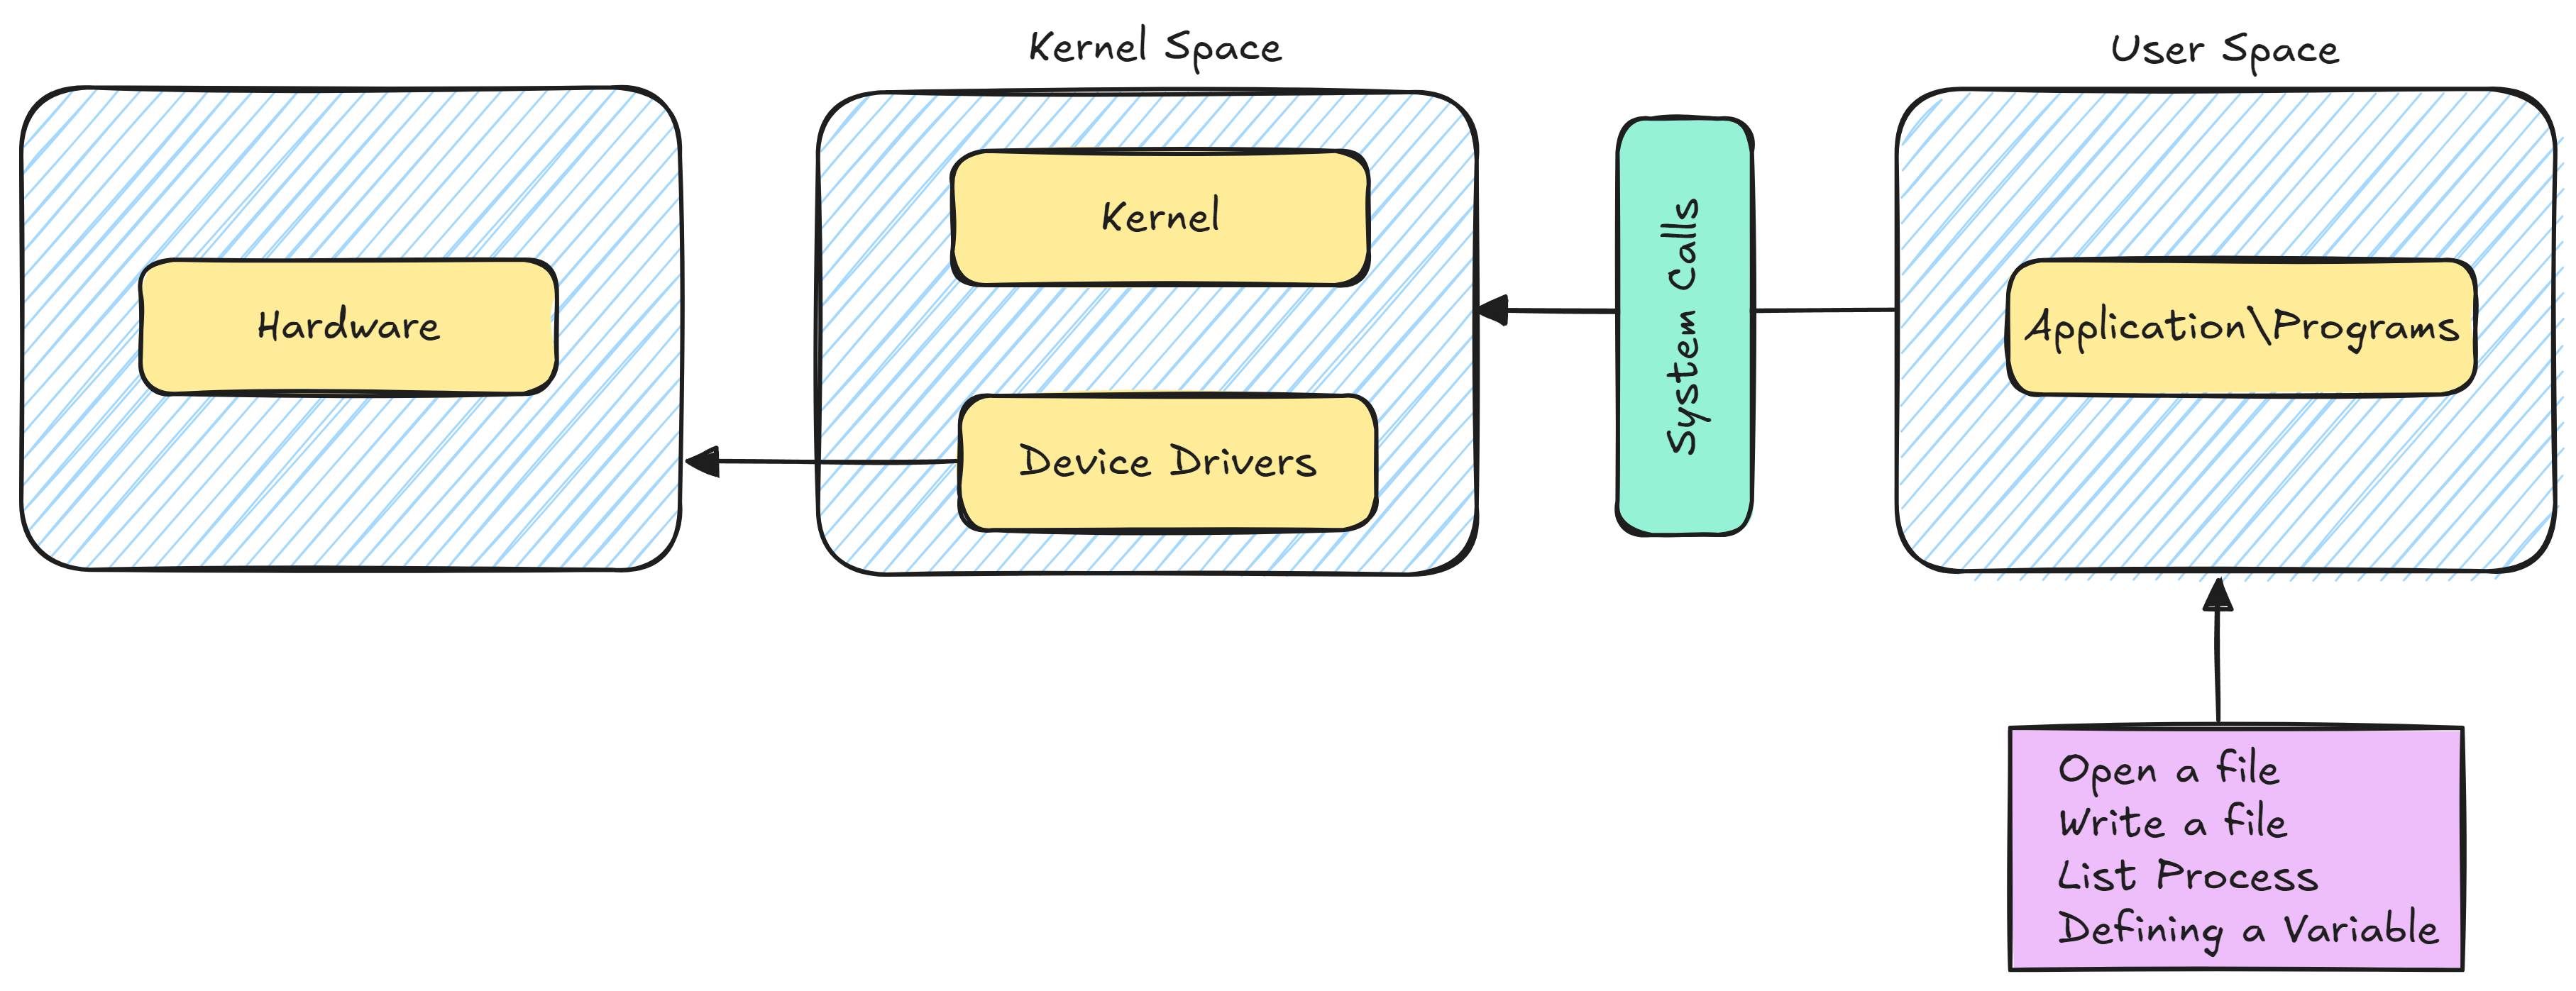 Kernel Space
User Space
Hardware
Kernel
Device Drivers
System Calls
Application\Programs
Open a file
Write a file
List Process
Defining a Variable